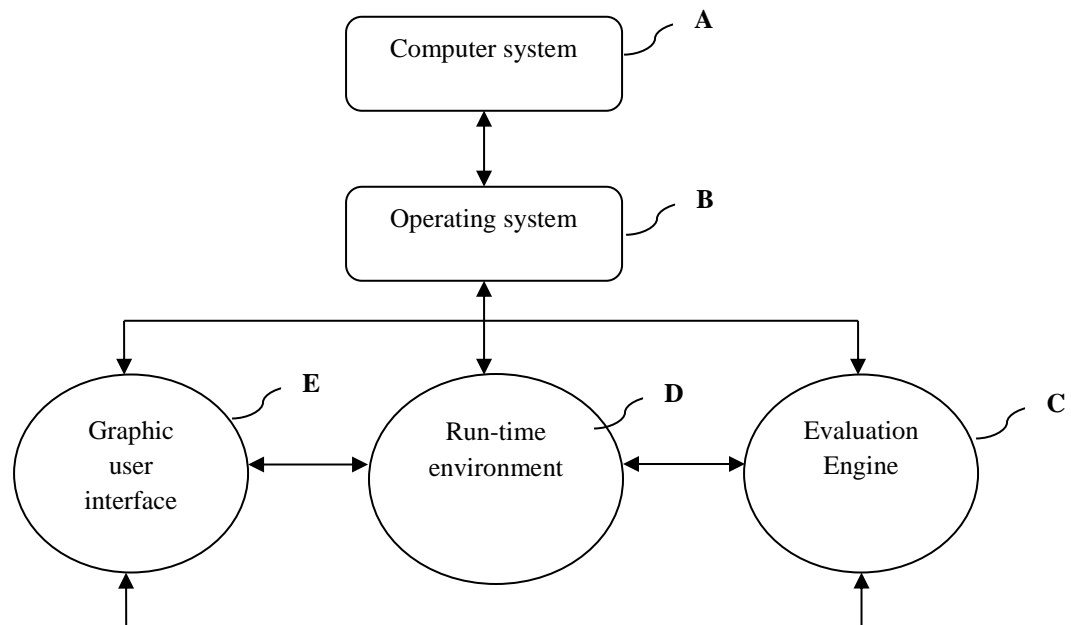 A
Computer system
B
Operating system
E
D
C
Graphic
user
interface
Run-time
environment
Evaluation
Engine